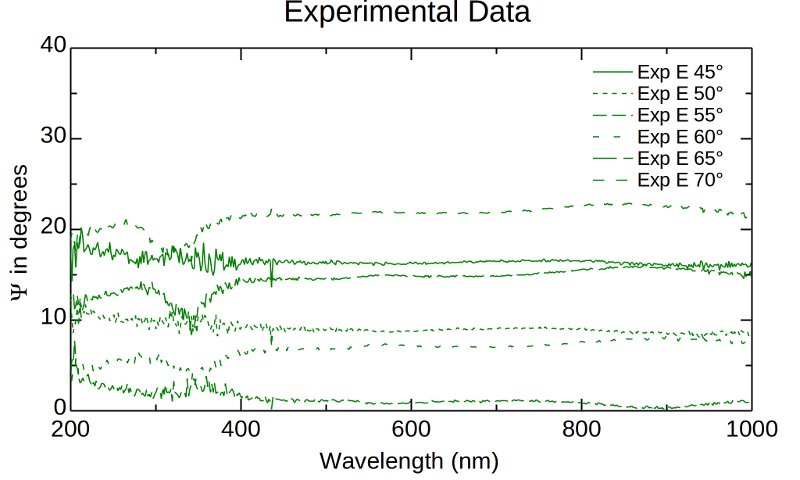 Experimental Data
40
30
20
10
0
Ψ in degrees
Exp E 45°
Exp E 50°
Exp E 55°
Exp E 60°
Exp E 65°
Exp E 70°
200 400 600 800 1000
Wavelength (nm)